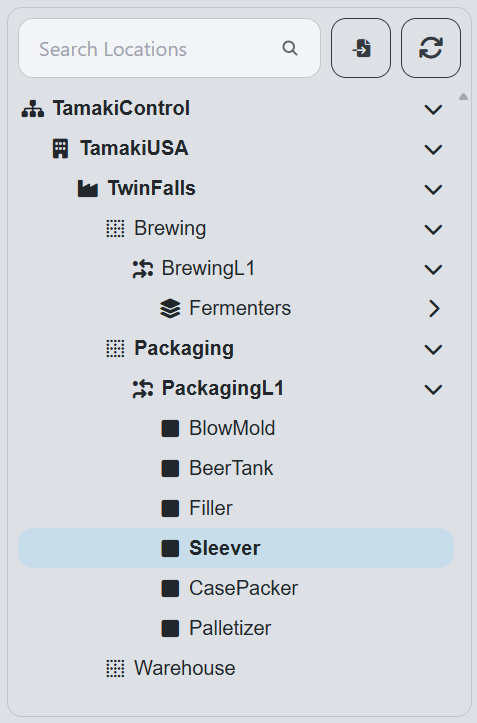 Search Locations
TamakiControl
TamakiUSA
TwinFalls
Brewing
BrewingL1
Fermenters
Packaging
PackagingL1
BlowMold
BeerTank
Filler
Sleever
CasePacker
Palletizer
Warehouse